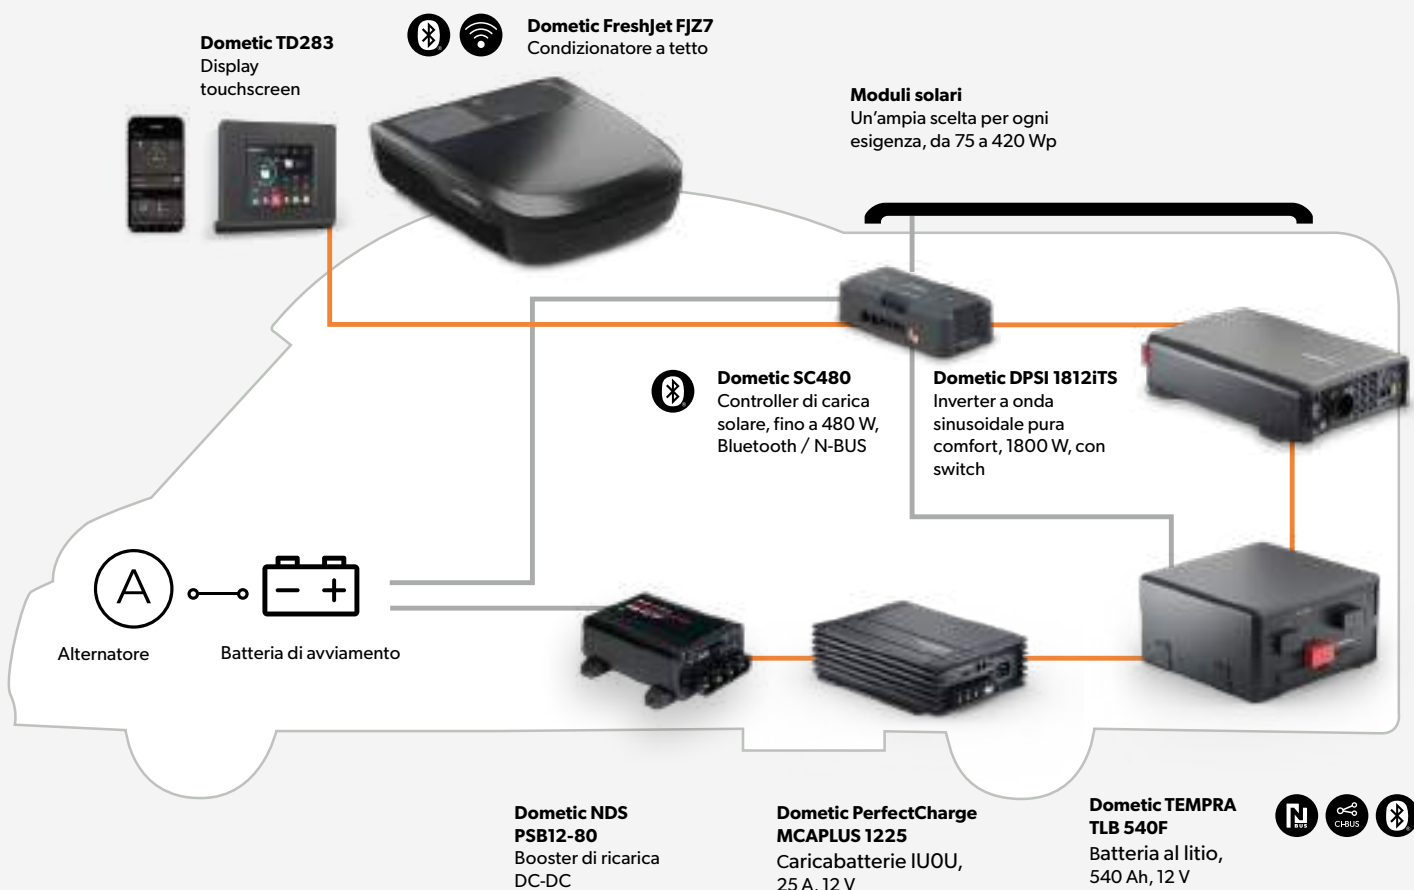 Dometic TD283
Display
touchscreen
Dometic FreshJet FJZ7
Condizionatore a tetto
Moduli solari
Un'ampia scelta per ogni
esigenza, da 75 a 420 Wp
Dometic SC480
Controller di carica
solare, fino a 480 W,
Bluetooth / N-BUS
Dometic DPSI 1812iTS
Inverter a onda
sinusoidale pura
comfort, 1800 W, con
switch
A
Alternatore
Batteria di avviamento
Dometic NDS
PSB12-80
Booster di ricarica
DC-DC
Dometic PerfectCharge
MCAPLUS 1225
Caricabatterie IU0U,
25 A, 12 V
Dometic TEMPRA
TLB 540F
Batteria al litio,
540 Ah, 12 V
N
BUS
CI-BUS